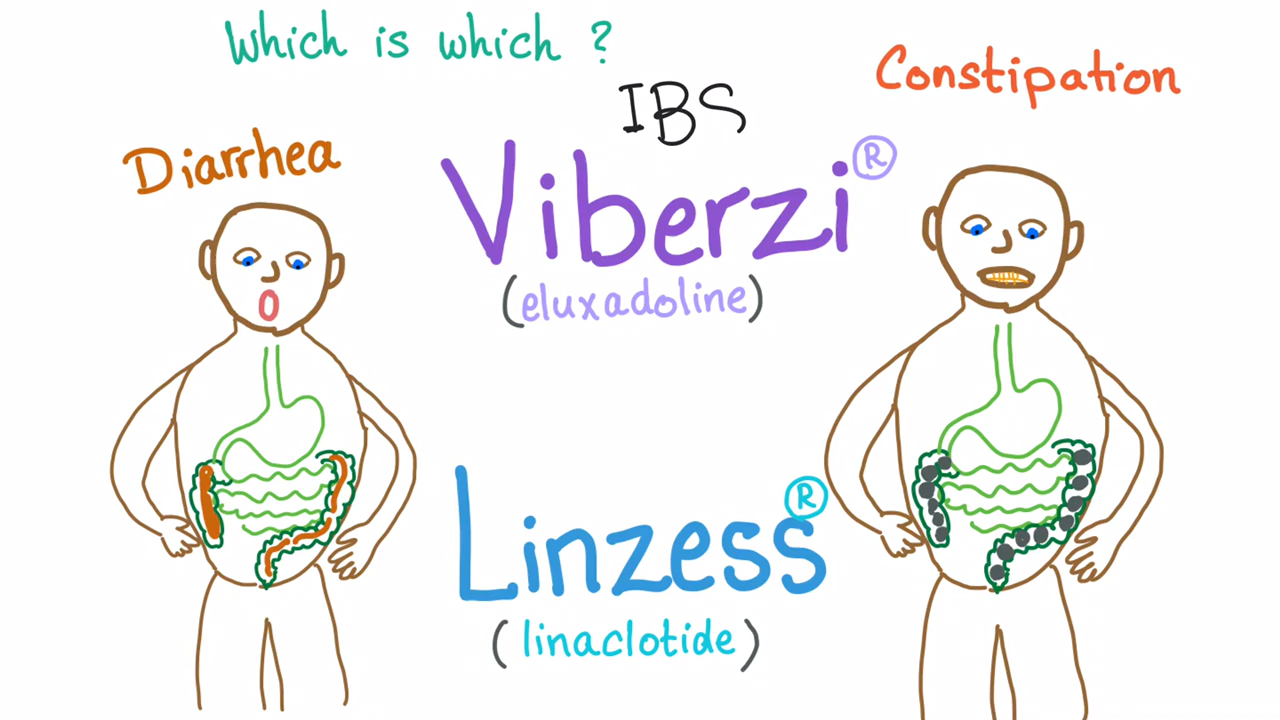 Which is which ?
IBS
Constipation
Diarrhea
Viberzi®
(eluxadoline)
Linzess®
(linaclotide)